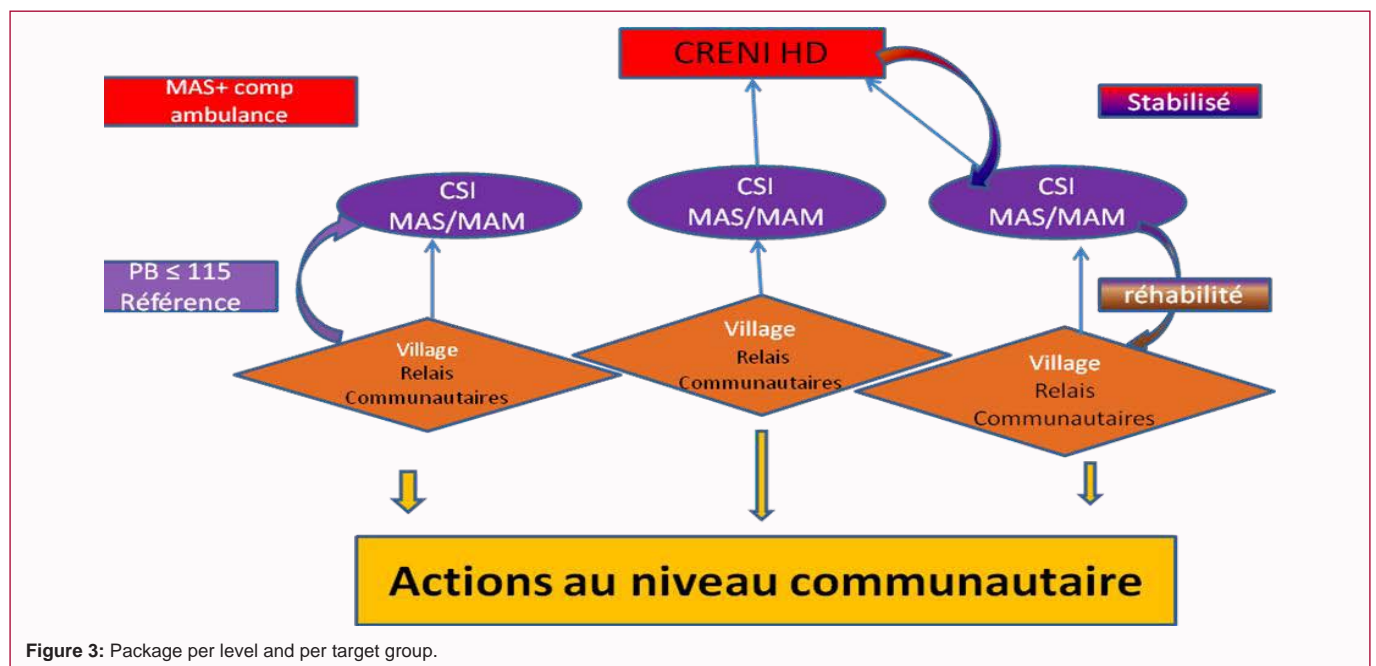 CRENI HD
MAS+ comp
ambulance
Stabilisé
CSI
MAS/MAM
CSI
MAS/MAM
CSI
MAS/MAM
PB ≤ 115
Référence
réhabilité
Village
Relais
Communautaires
Village
Relais
Communautaires
Village
Relais
Communautaires
Actions au niveau communautaire
Figure 3: Package per level and per target group.